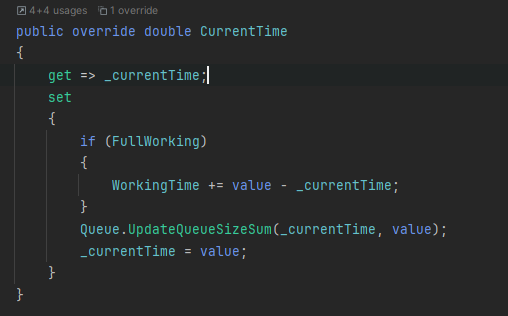 4+4 usages 1 override
public override double CurrentTime
{
    get => _currentTime;
    set
    {
        if (FullWorking)
        {
            WorkingTime += value - _currentTime;
        }
        Queue.UpdateQueueSizeSum(_currentTime, value);
        _currentTime = value;
    }
}